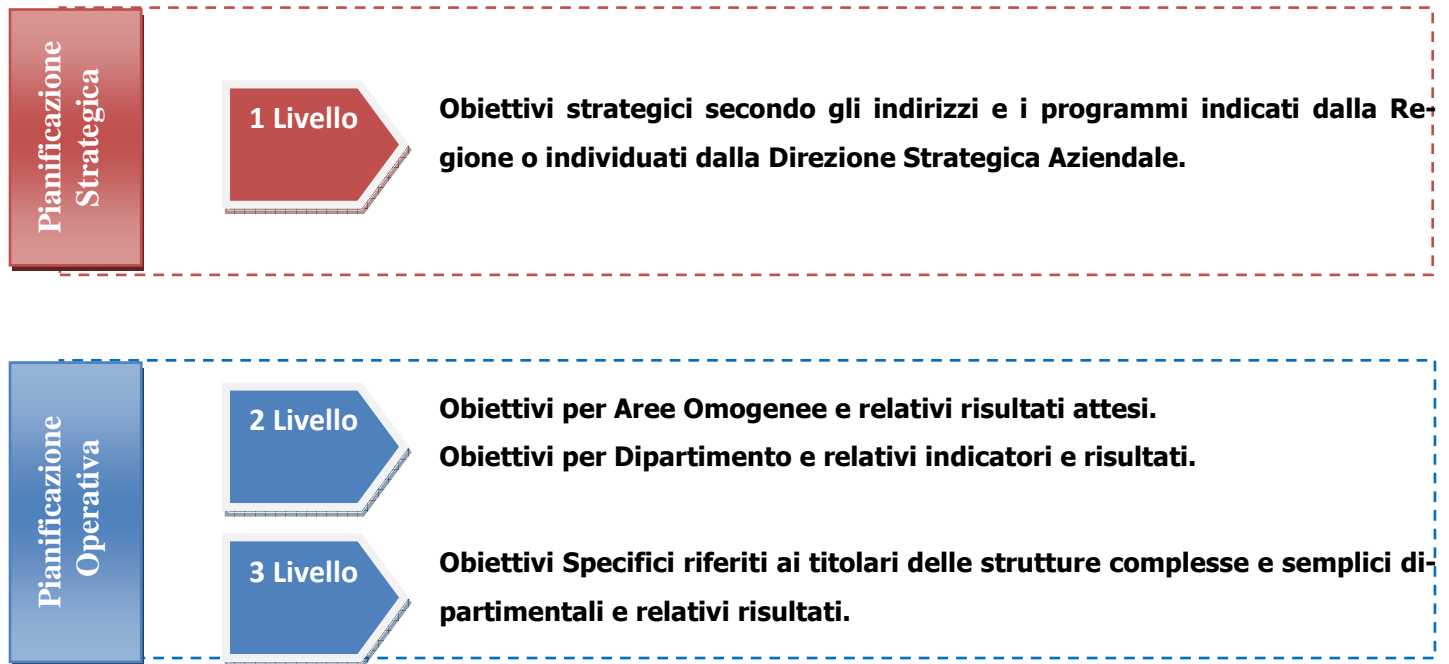 Pianificazione
Strategica
1 Livello
Obiettivi strategici secondo gli indirizzi e i programmi indicati dalla Re-
gione o individuati dalla Direzione Strategica Aziendale.
Pianificazione
Operativa
2 Livello
Obiettivi per Aree Omogenee e relativi risultati attesi.
Obiettivi per Dipartimento e relativi indicatori e risultati.
3 Livello
Obiettivi Specifici riferiti ai titolari delle strutture complesse e semplici di-
partimentali e relativi risultati.